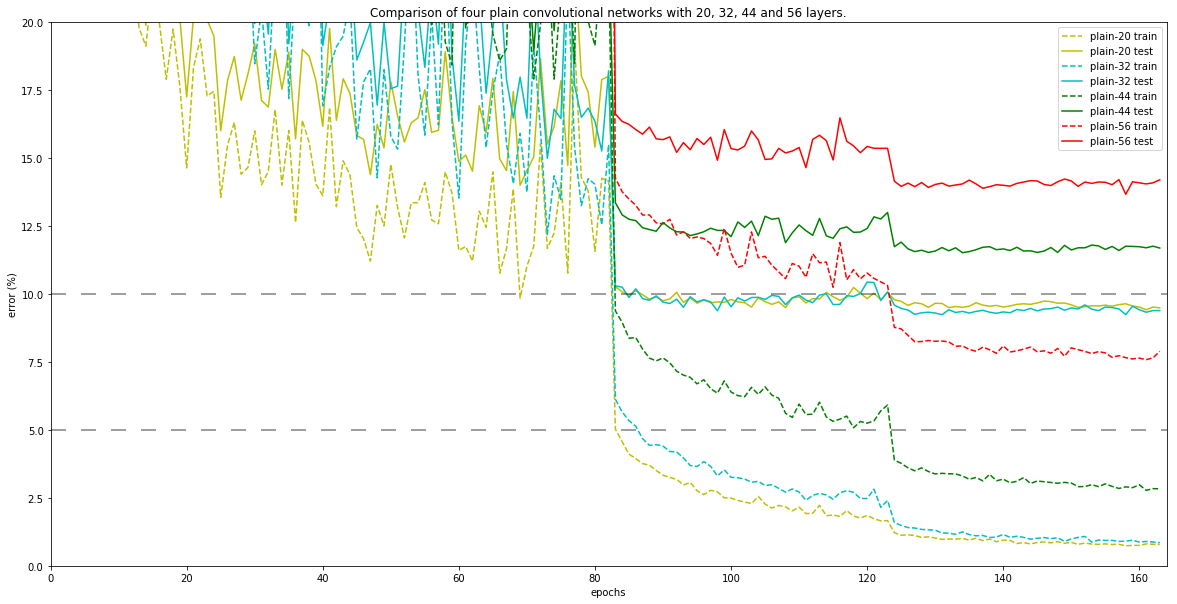 Comparison of four plain convolutional networks with 20, 32, 44 and 56 layers.
plain-20 train
plain-20 test
plain-32 train
plain-32 test
plain-44 train
plain-44 test
plain-56 train
plain-56 test
error (%)
20.0
17.5
15.0
12.5
10.0
7.5
5.0
2.5
0.0
0 20 40 60 80 100 120 140 160
epochs